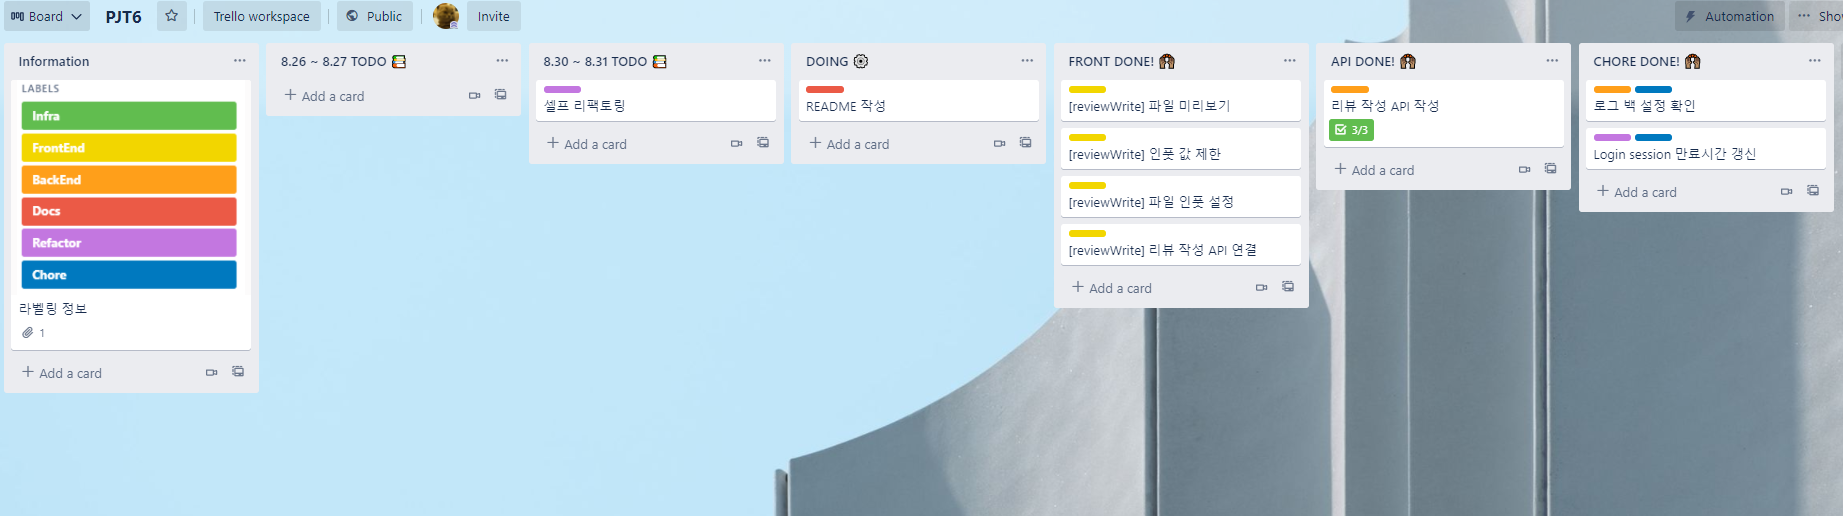 Board
PJT6
Trello workspace
Public
Invite
Automation
Sho
Information
LABELS
Infra
FrontEnd
BackEnd
Docs
Refactor
Chore
라벨링 정보
1
Add a card
8.26 ~ 8.27 TODO
Add a card
8.30 ~ 8.31 TODO
셀프 리팩토링
Add a card
DOING
README 작성
Add a card
FRONT DONE!
[reviewWrite] 파일 미리보기
[reviewWrite] 인풋 값 제한
[reviewWrite] 파일 인풋 설정
[reviewWrite] 리뷰 작성 API 연결
Add a card
API DONE!
리뷰 작성 API 작성
3/3
Add a card
CHORE DONE!
로그 백 설정 확인
Login session 만료시간 갱신
Add a card